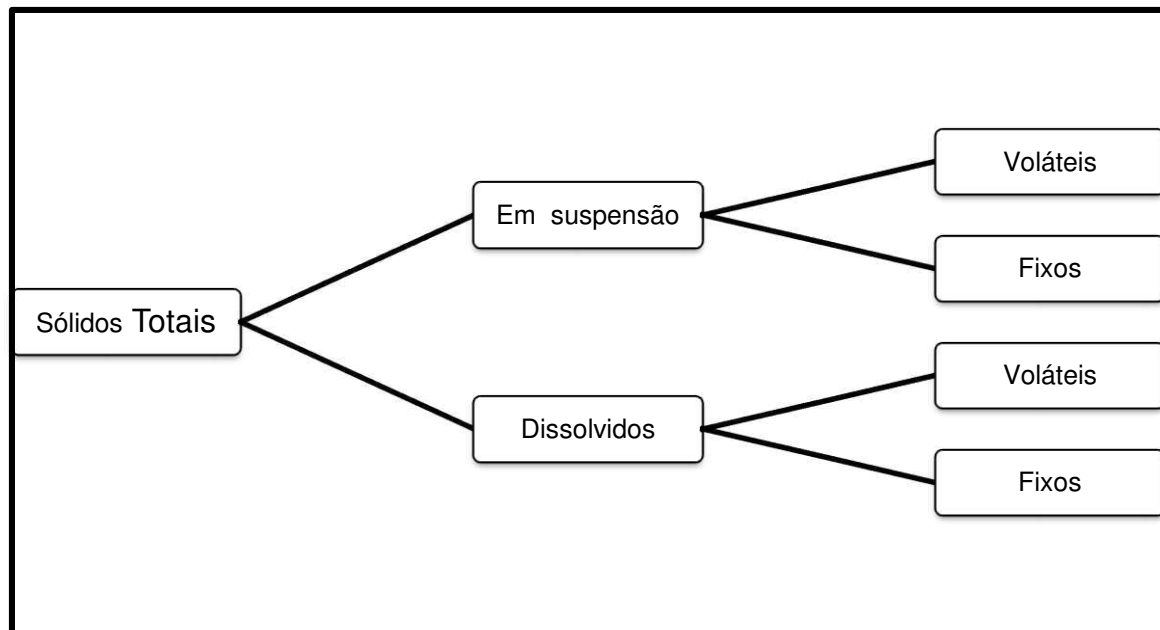 Voláteis
Em suspensão
Fixos
Sólidos Totais
Voláteis
Dissolvidos
Fixos